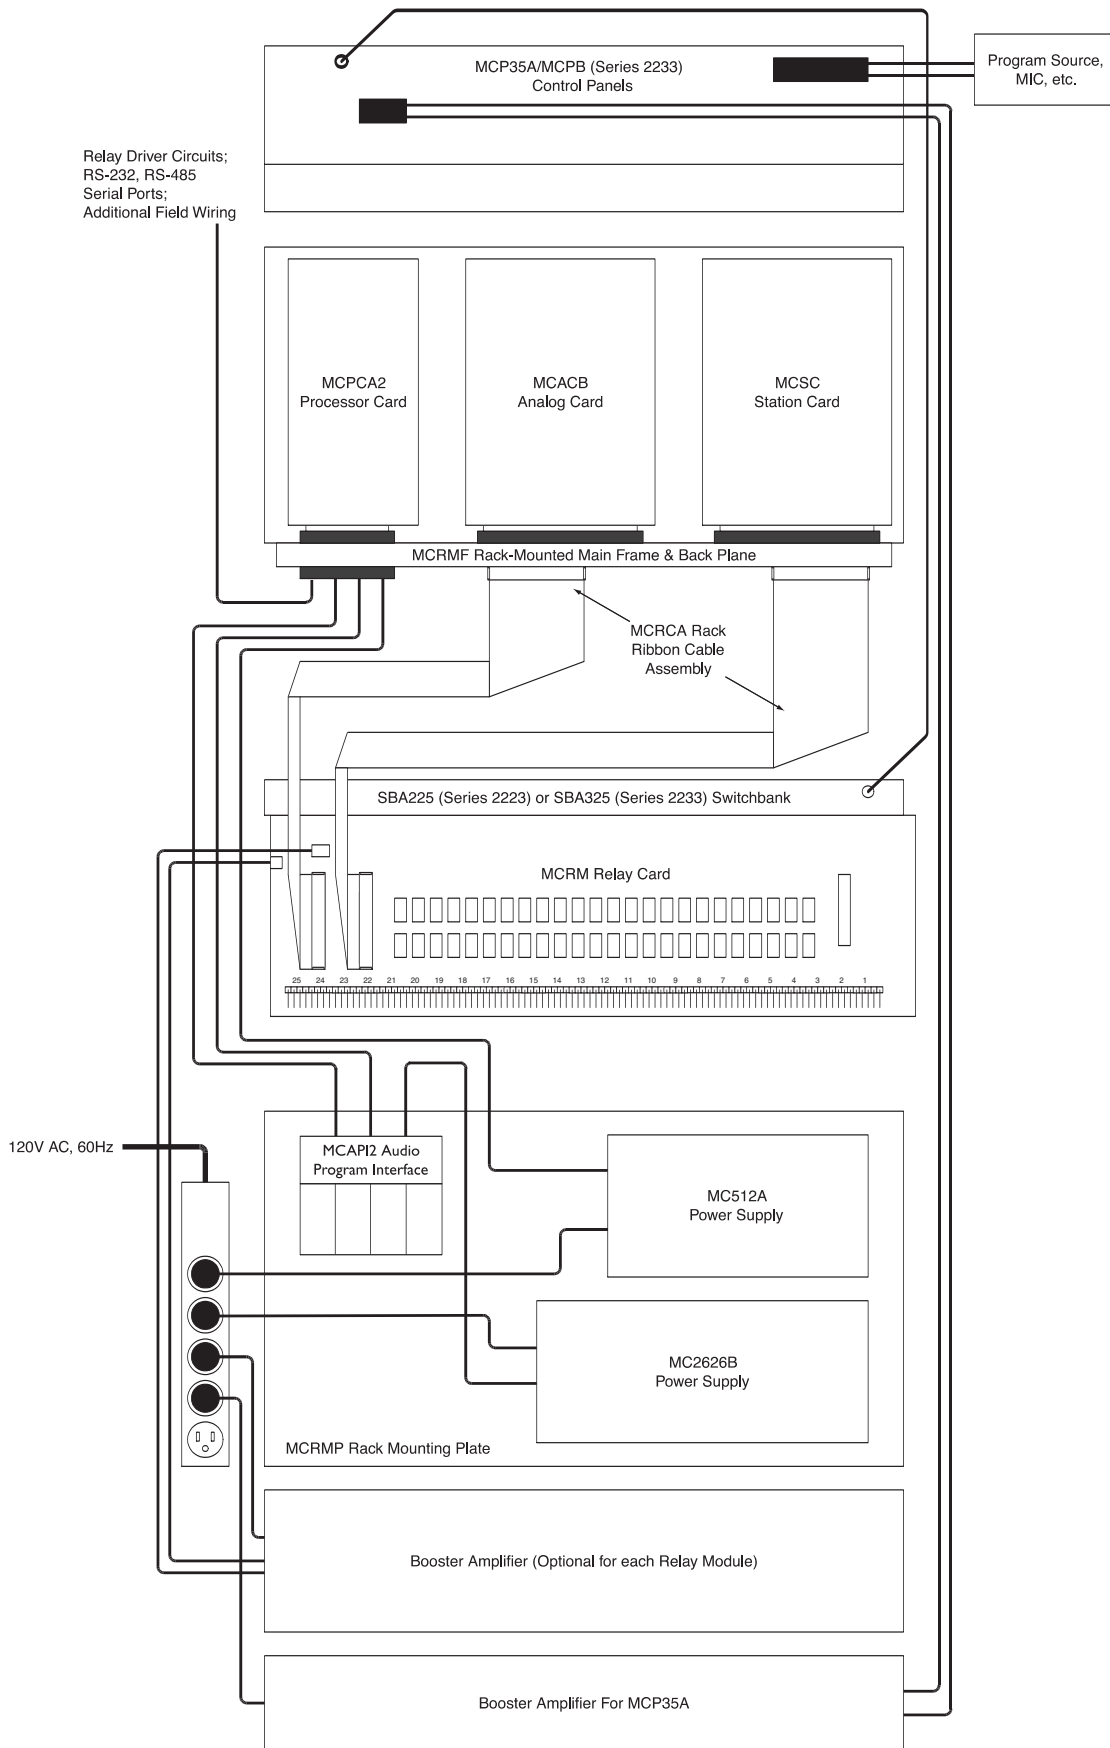 MCP35A/MCPB (Series 2233)
Control Panels
Program Source,
MIC, etc.
Relay Driver Circuits;
RS-232, RS-485
Serial Ports;
Additional Field Wiring
MCPCA2
Processor Card
MCACB
Analog Card
MCSC
Station Card
MCRMF Rack-Mounted Main Frame & Back Plane
MCRCA Rack
Ribbon Cable
Assembly
SBA225 (Series 2223) or SBA325 (Series 2233) Switchbank
MCRM Relay Card
25 24 23 22 21 20 19 18 17 16 15 14 13 12 11 10 9 8 7 6 5 4 3 2 1
120V AC, 60Hz
MCAPI2 Audio
Program Interface
MC512A
Power Supply
MC2626B
Power Supply
MCRMP Rack Mounting Plate
Booster Amplifier (Optional for each Relay Module)
Booster Amplifier For MCP35A